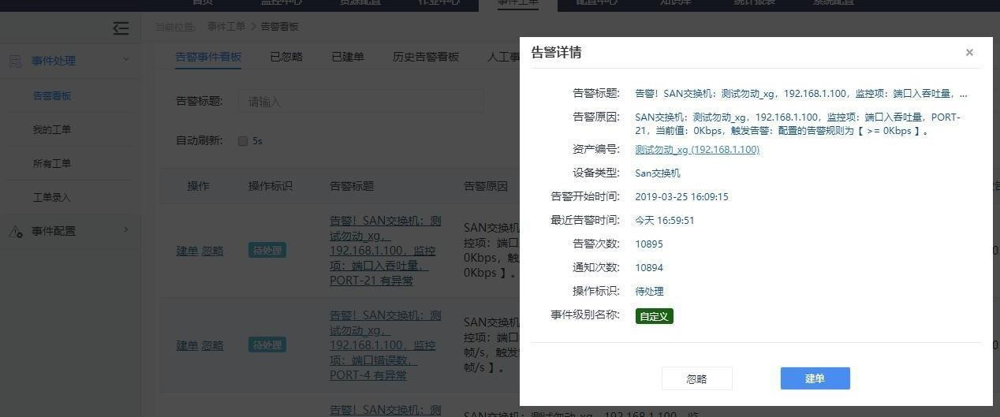 首页 监控中心 资源配置 作业中心 事件工单 配置中心 知识库 统计报表 系统配置
当前位置: 事件工单 > 告警看板
事件处理
告警看板
我的工单
所有工单
工单录入
事件配置
告警事件看板 已忽略 已建单 历史告警看板 人工事
告警标题: 请输入
自动刷新: 5s
操作 操作标识 告警标题 告警原因
建单 忽略 待处理
告警！SAN交换机：测
试勿动_xg，
192.168.1.100，监控
项：端口入吞吐量，
PORT-21 有异常
SAN交换机
控项：端口
0Kbps，触
0Kbps 】。
建单 忽略 待处理
告警！SAN交换机：测
试勿动_xg，
192.168.1.100，监控
项：端口错误数，
PORT-4 有异常
SAN交换机
控项：端口
帧/s，触发
帧/s 】。
告警！SAN交换机：测
SAN交换机：测试勿动_xg，192.168.1.100，监
告警详情 ×
告警标题: 告警！SAN交换机：测试勿动_xg，192.168.1.100，监控项：端口入吞吐量，...
告警原因: SAN交换机：测试勿动_xg，192.168.1.100，监控项：端口入吞吐量，PORT-
21，当前值：0Kbps，触发告警：配置的告警规则为【 >= 0Kbps 】。
资产编号: 测试勿动_xg (192.168.1.100)
设备类型: San交换机
告警开始时间: 2019-03-25 16:09:15
最近告警时间: 今天 16:59:51
告警次数: 10895
通知次数: 10894
操作标识: 待处理
事件级别名称: 自定义
忽略 建单